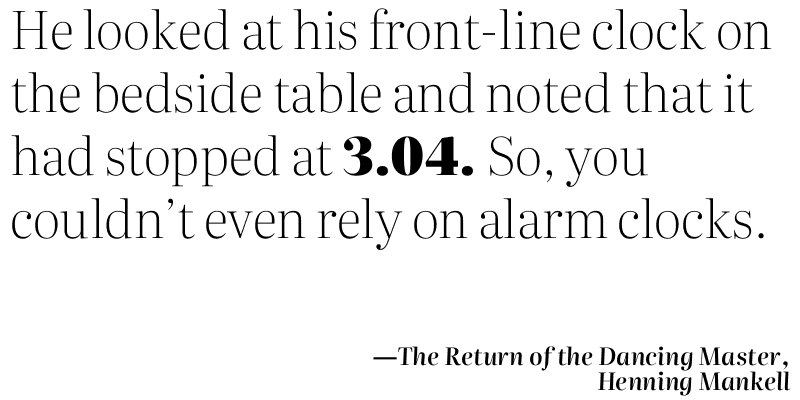 He looked at his front-line clock on
the bedside table and noted that it
had stopped at 3.04. So, you
couldn’t even rely on alarm clocks.
—The Return of the Dancing Master,
Henning Mankell